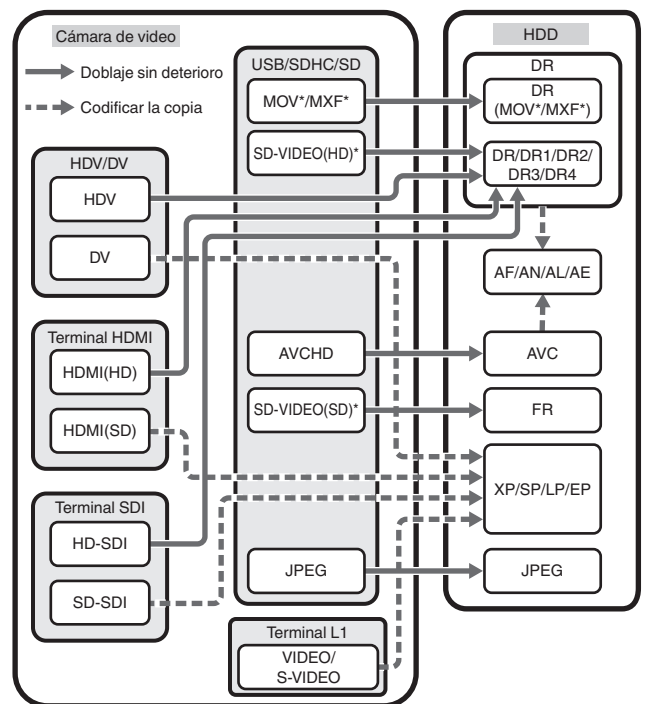 Cámara de video
Doblaje sin deterioro
Codificar la copia
HDV/DV
HDV
DV
Terminal HDMI
HDMI(HD)
HDMI(SD)
Terminal SDI
HD-SDI
SD-SDI
USB/SDHC/SD
MOV*/MXF*
SD-VIDEO(HD)*
AVCHD
SD-VIDEO(SD)*
JPEG
Terminal L1
VIDEO/
S-VIDEO
HDD
DR
DR
(MOV*/MXF*)
DR/DR1/DR2/
DR3/DR4
AF/AN/AL/AE
AVC
FR
XP/SP/LP/EP
JPEG